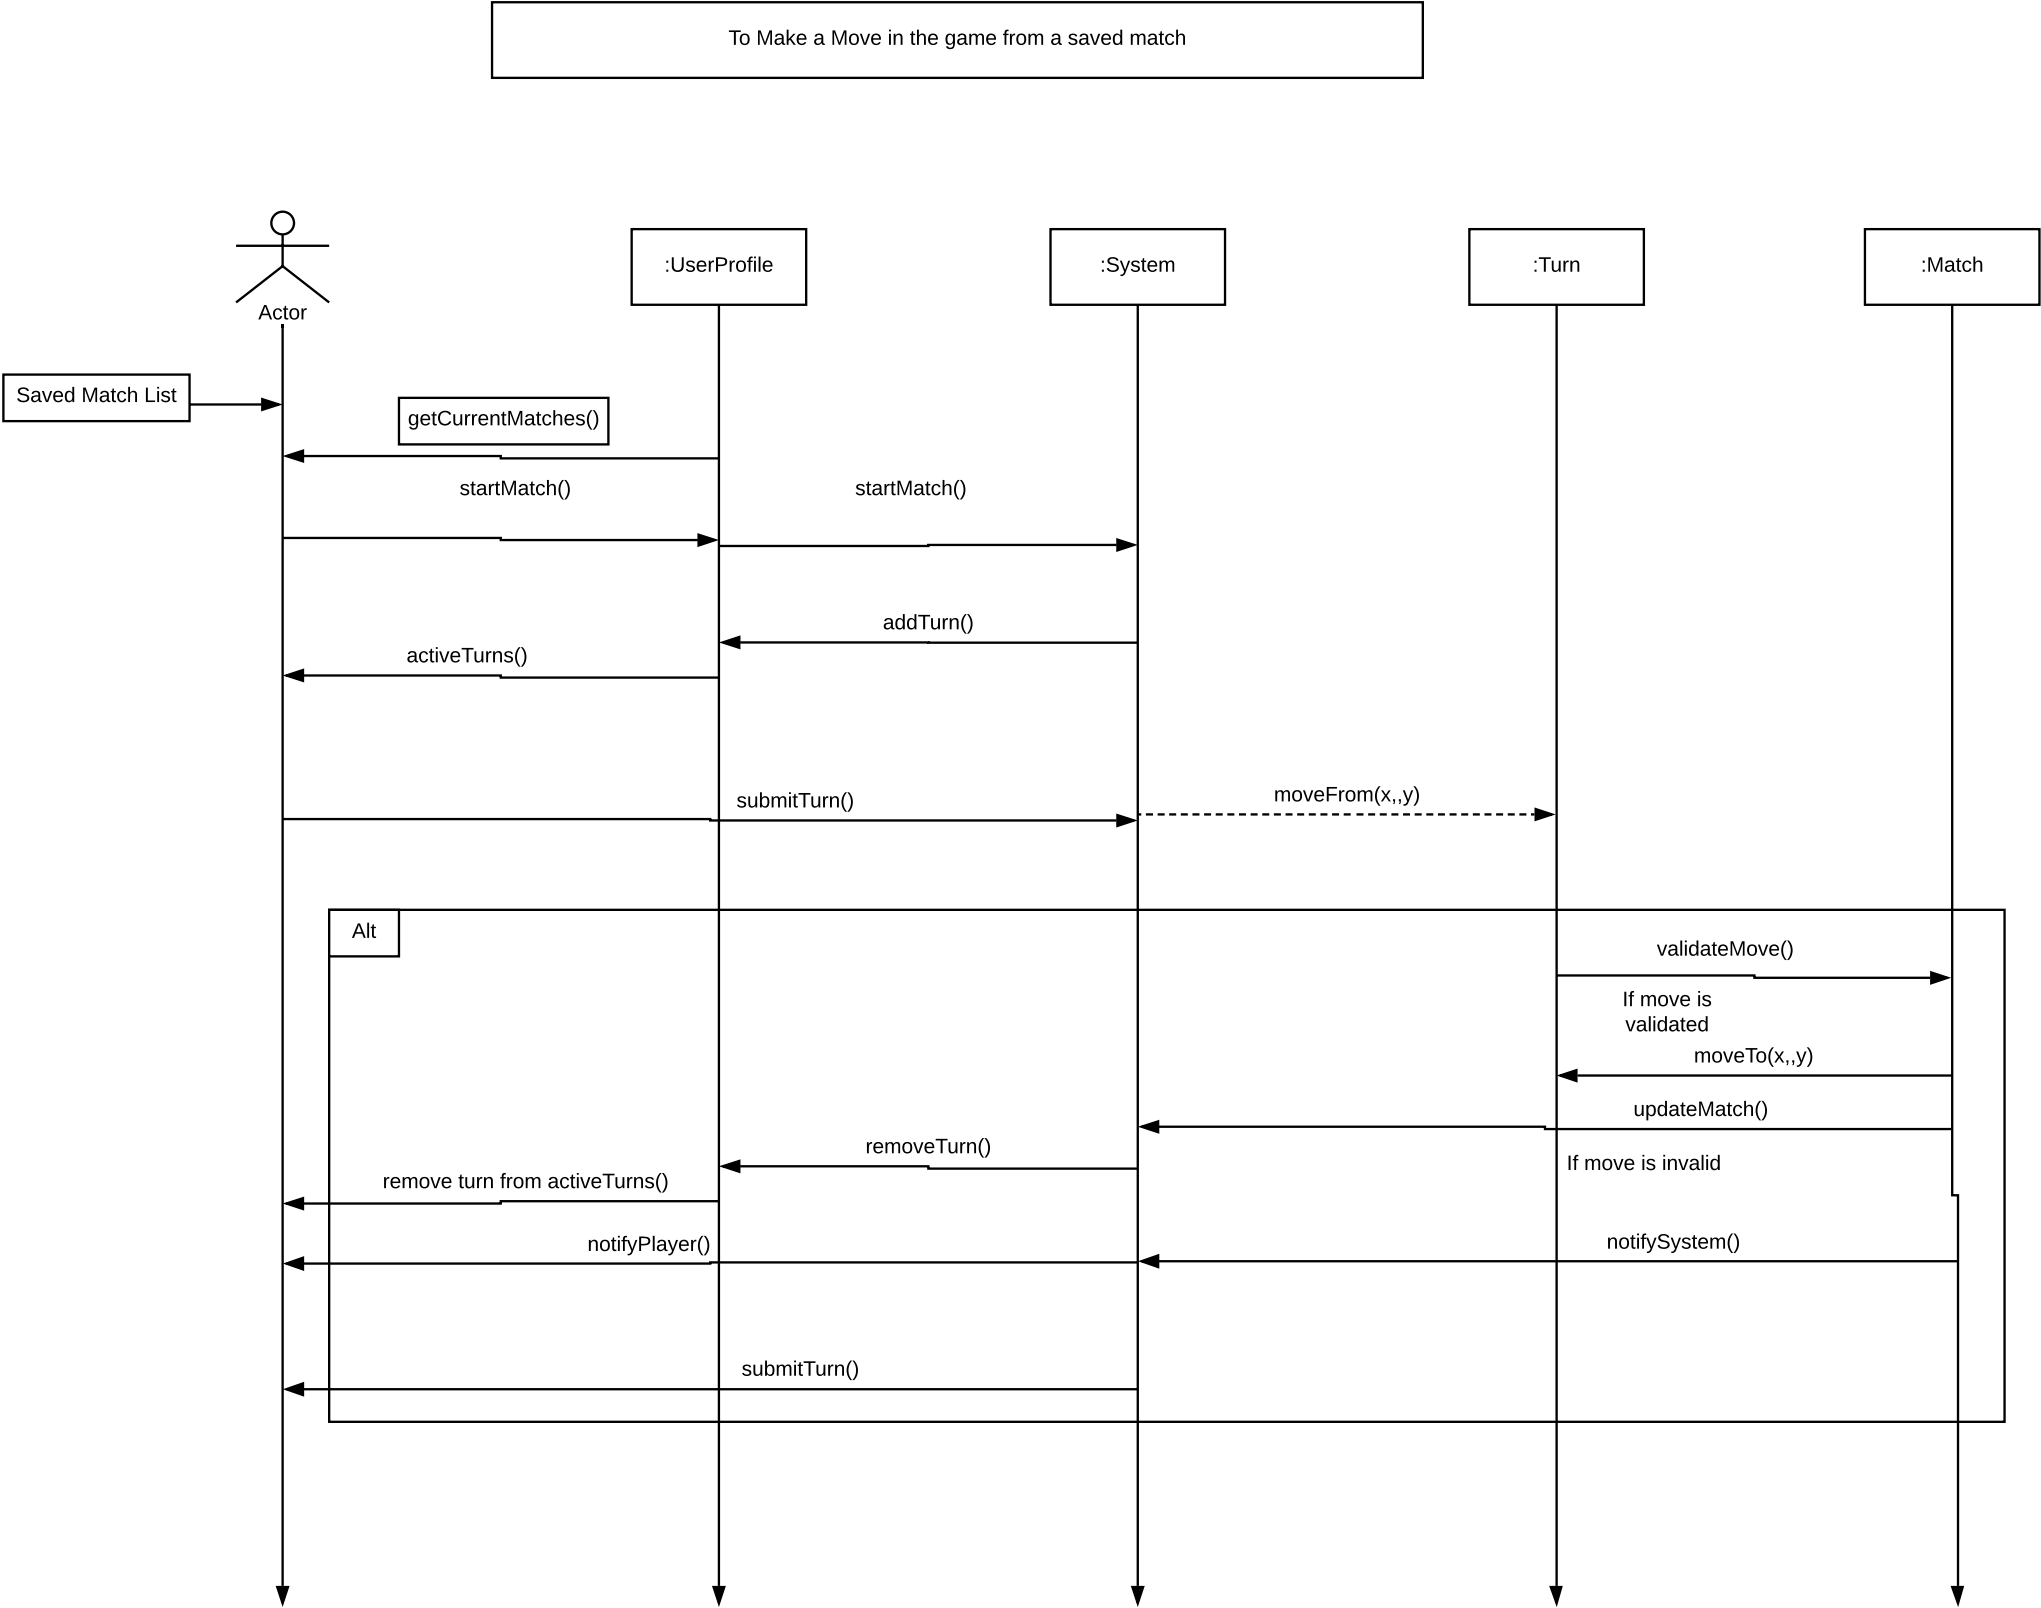 To Make a Move in the game from a saved match
Actor
:UserProfile
:System
:Turn
:Match
Saved Match List
getCurrentMatches()
startMatch()
startMatch()
addTurn()
activeTurns()
submitTurn()
moveFrom(x,,y)
Alt
validateMove()
If move is
validated
moveTo(x,,y)
updateMatch()
removeTurn()
If move is invalid
remove turn from activeTurns()
notifyPlayer()
notifySystem()
submitTurn()